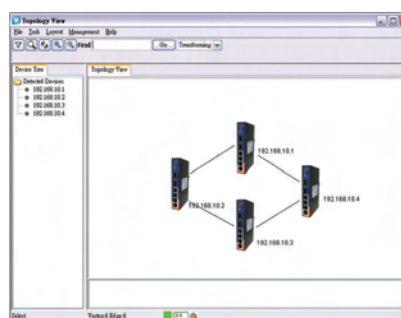 Topology View
File Task Layout Management Help
Find Go Transforming
Device Tree
Topology View
Detected Devices
192.168.10.1
192.168.10.2
192.168.10.3
192.168.10.4
192.168.10.1
192.168.10.2
192.168.10.4
192.168.10.3
Select